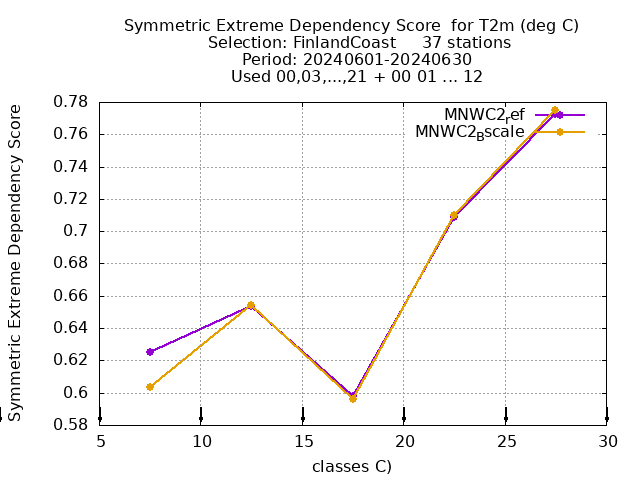 Symmetric Extreme Dependency Score  for T2m (deg C)
Selection: FinlandCoast     37 stations
Period: 20240601-20240630
Used 00,03,...,21 + 00 01 ... 12
Symmetric Extreme Dependency Score
0.78
0.76
0.74
0.72
0.7
0.68
0.66
0.64
0.62
0.6
0.58
MNWC2ref
MNWC2Bscale
5 10 15 20 25 30
classes C)